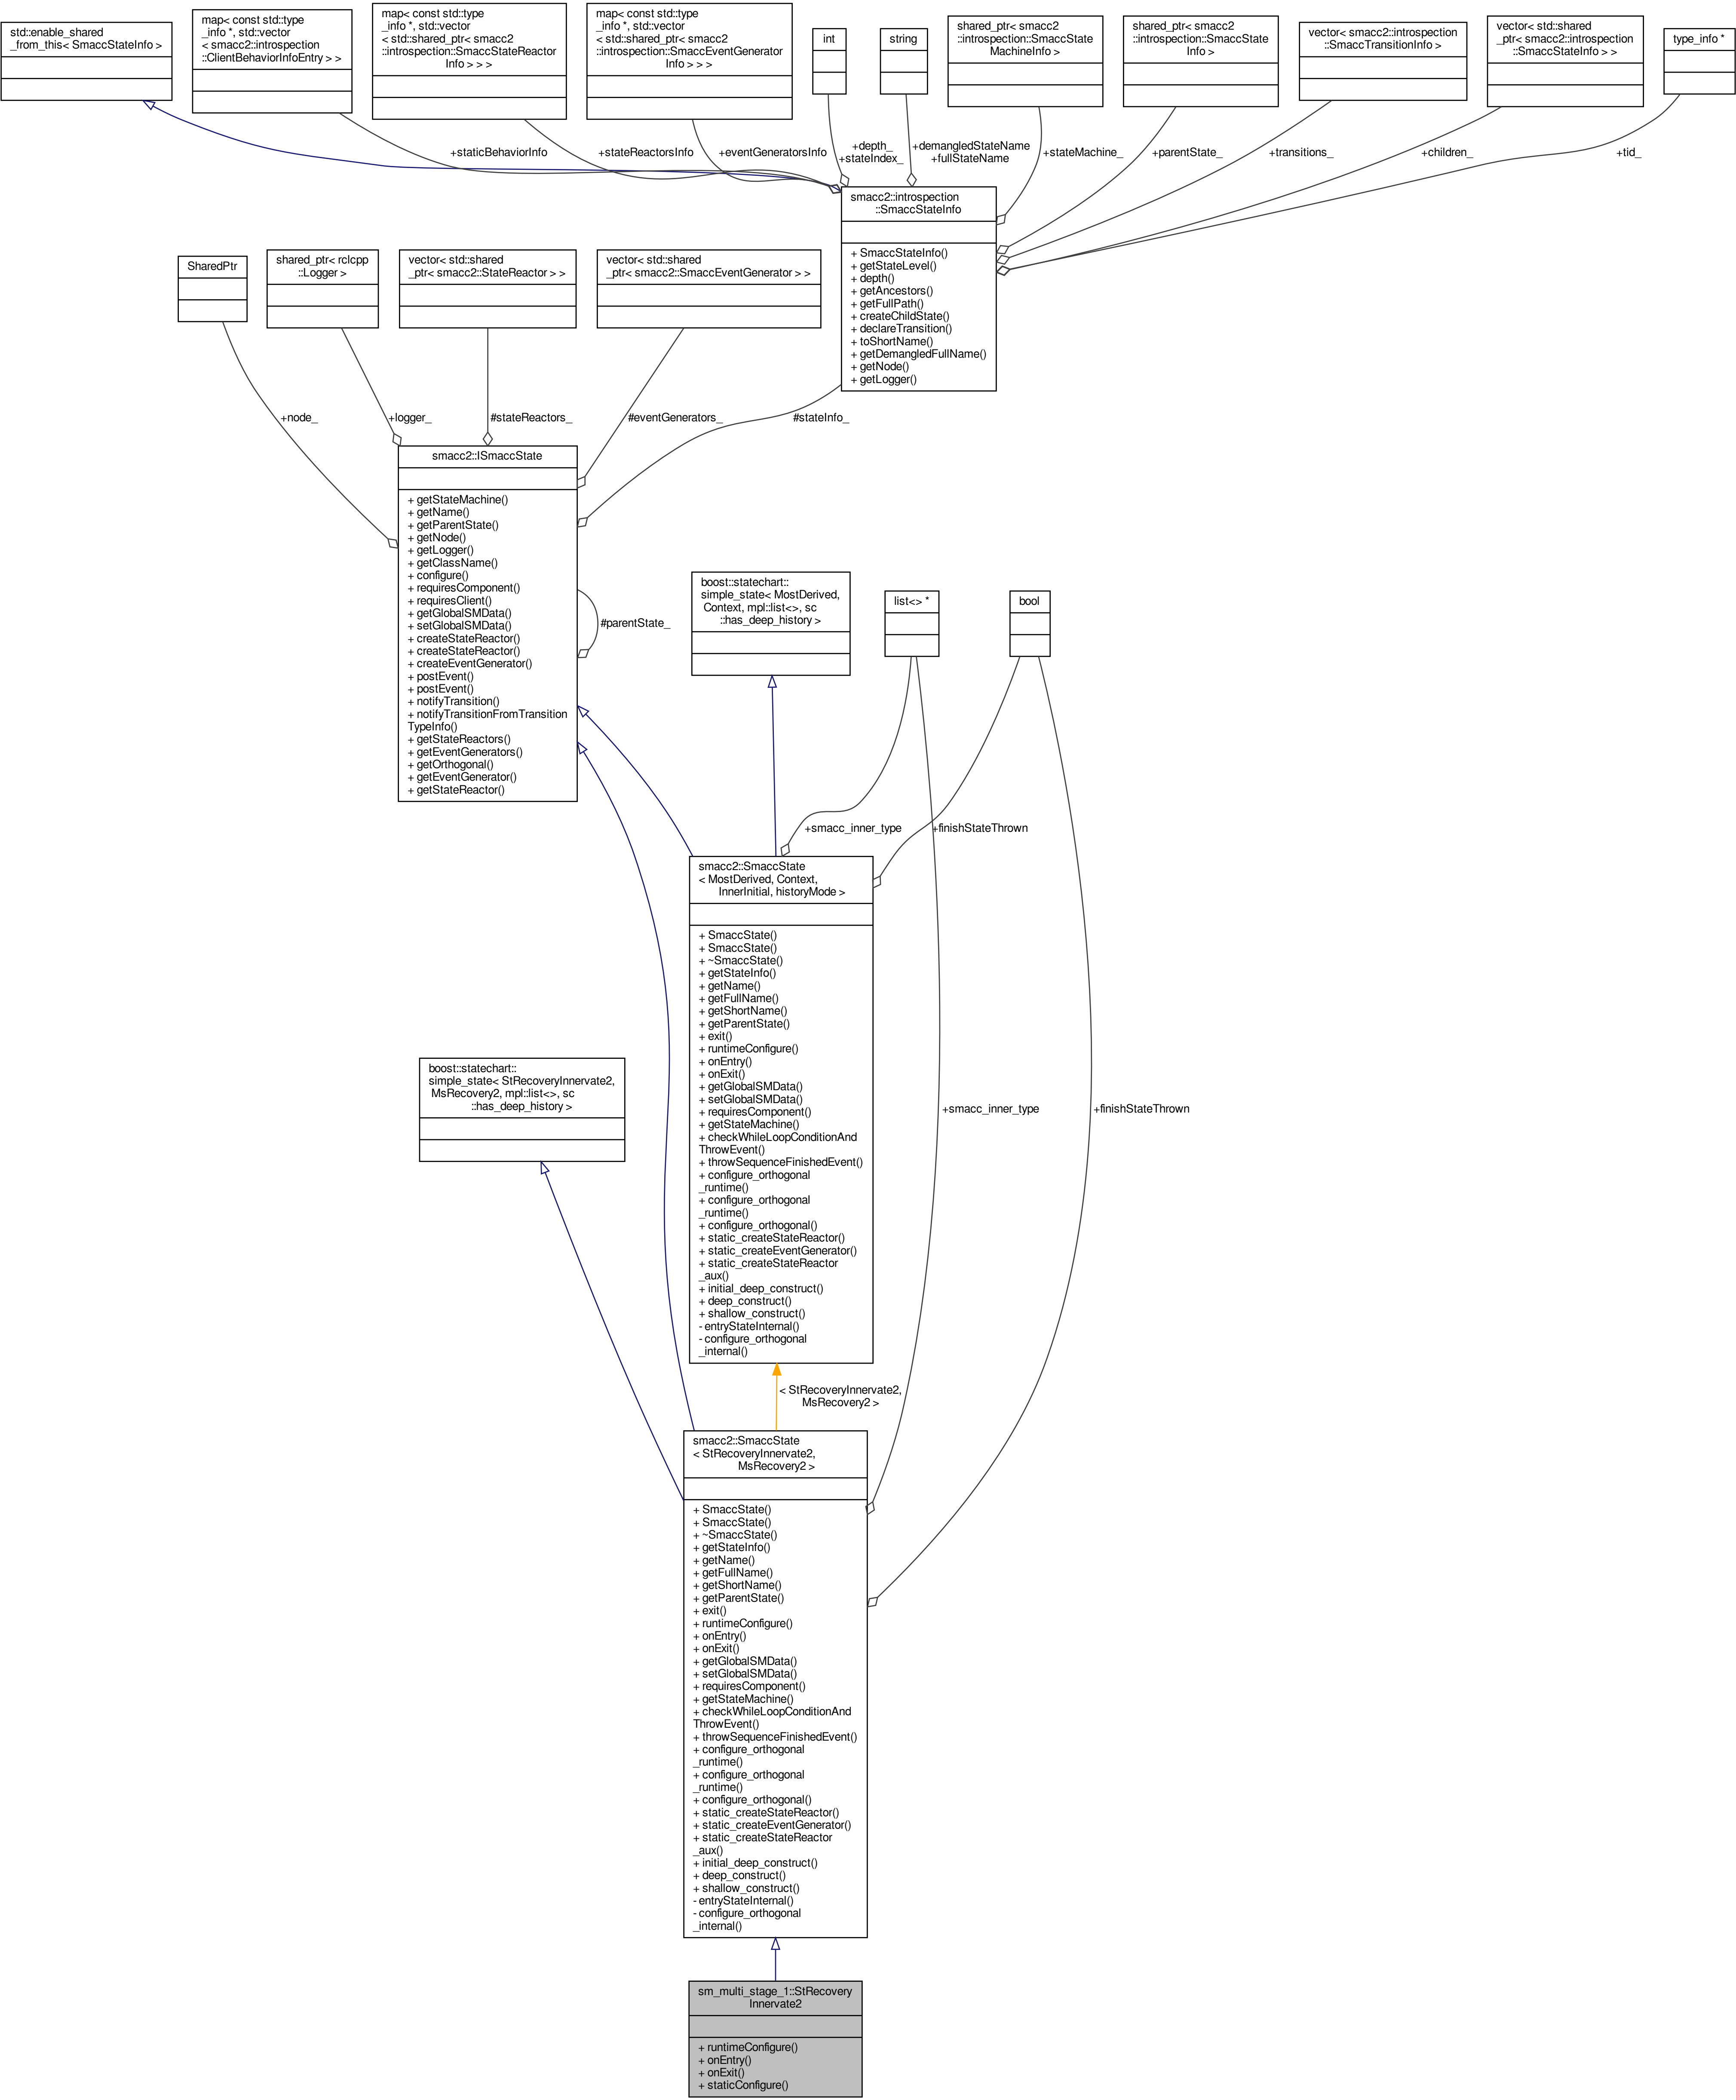 std::enable_shared
_from_this< SmaccStateInfo >
map< const std::type
_info *, std::vector
< smacc2::introspection
::ClientBehaviorInfoEntry > >
map< const std::type
_info *, std::vector
< std::shared_ptr< smacc2
::introspection::SmaccStateReactor
Info > > >
map< const std::type
_info *, std::vector
< std::shared_ptr< smacc2
::introspection::SmaccEventGenerator
Info > > >
int
string
shared_ptr< smacc2
::introspection::SmaccState
MachineInfo >
shared_ptr< smacc2
::introspection::SmaccState
Info >
vector< smacc2::introspection
::SmaccTransitionInfo >
vector< std::shared
_ptr< smacc2::introspection
::SmaccStateInfo > >
type_info *
+staticBehaviorInfo
+stateReactorsInfo
+eventGeneratorsInfo
+depth_
+stateIndex_
+demangledStateName
+fullStateName
+stateMachine_
+parentState_
+transitions_
+children_
+tid_
smacc2::introspection
::SmaccStateInfo
+ SmaccStateInfo()
+ getStateLevel()
+ depth()
+ getAncestors()
+ getFullPath()
+ createChildState()
+ declareTransition()
+ toShortName()
+ getDemangledFullName()
+ getNode()
+ getLogger()
SharedPtr
shared_ptr< rclcpp
::Logger >
vector< std::shared
_ptr< smacc2::StateReactor > >
vector< std::shared
_ptr< smacc2::SmaccEventGenerator > >
+node_
+logger_
#stateReactors_
#eventGenerators_
#stateInfo_
smacc2::ISmaccState
+ getStateMachine()
+ getName()
+ getParentState()
+ getNode()
+ getLogger()
+ getClassName()
+ configure()
+ requiresComponent()
+ requiresClient()
+ getGlobalSMData()
+ setGlobalSMData()
+ createStateReactor()
+ createStateReactor()
+ createEventGenerator()
+ postEvent()
+ postEvent()
+ notifyTransition()
+ notifyTransitionFromTransition
TypeInfo()
+ getStateReactors()
+ getEventGenerators()
+ getOrthogonal()
+ getEventGenerator()
+ getStateReactor()
#parentState_
boost::statechart::
simple_state< MostDerived,
Context, mpl::list<>, sc
::has_deep_history >
list<> *
bool
+smacc_inner_type
+finishStateThrown
smacc2::SmaccState
< MostDerived, Context,
InnerInitial, historyMode >
+ SmaccState()
+ SmaccState()
+ ~SmaccState()
+ getStateInfo()
+ getName()
+ getFullName()
+ getShortName()
+ getParentState()
+ exit()
+ runtimeConfigure()
+ onEntry()
+ onExit()
+ getGlobalSMData()
+ setGlobalSMData()
+ requiresComponent()
+ getStateMachine()
+ checkWhileLoopConditionAnd
ThrowEvent()
+ throwSequenceFinishedEvent()
+ configure_orthogonal
_runtime()
+ configure_orthogonal
_runtime()
+ configure_orthogonal()
+ static_createStateReactor()
+ static_createEventGenerator()
+ static_createStateReactor
_aux()
+ initial_deep_construct()
+ deep_construct()
+ shallow_construct()
- entryStateInternal()
- configure_orthogonal
_internal()
boost::statechart::
simple_state< StRecoveryInnervate2,
MsRecovery2, mpl::list<>, sc
::has_deep_history >
+smacc_inner_type
+finishStateThrown
< StRecoveryInnervate2,
MsRecovery2 >
smacc2::SmaccState
< StRecoveryInnervate2,
MsRecovery2 >
+ SmaccState()
+ SmaccState()
+ ~SmaccState()
+ getStateInfo()
+ getName()
+ getFullName()
+ getShortName()
+ getParentState()
+ exit()
+ runtimeConfigure()
+ onEntry()
+ onExit()
+ getGlobalSMData()
+ setGlobalSMData()
+ requiresComponent()
+ getStateMachine()
+ checkWhileLoopConditionAnd
ThrowEvent()
+ throwSequenceFinishedEvent()
+ configure_orthogonal
_runtime()
+ configure_orthogonal
_runtime()
+ configure_orthogonal()
+ static_createStateReactor()
+ static_createEventGenerator()
+ static_createStateReactor
_aux()
+ initial_deep_construct()
+ deep_construct()
+ shallow_construct()
- entryStateInternal()
- configure_orthogonal
_internal()
sm_multi_stage_1::StRecovery
Innervate2
+ runtimeConfigure()
+ onEntry()
+ onExit()
+ staticConfigure()